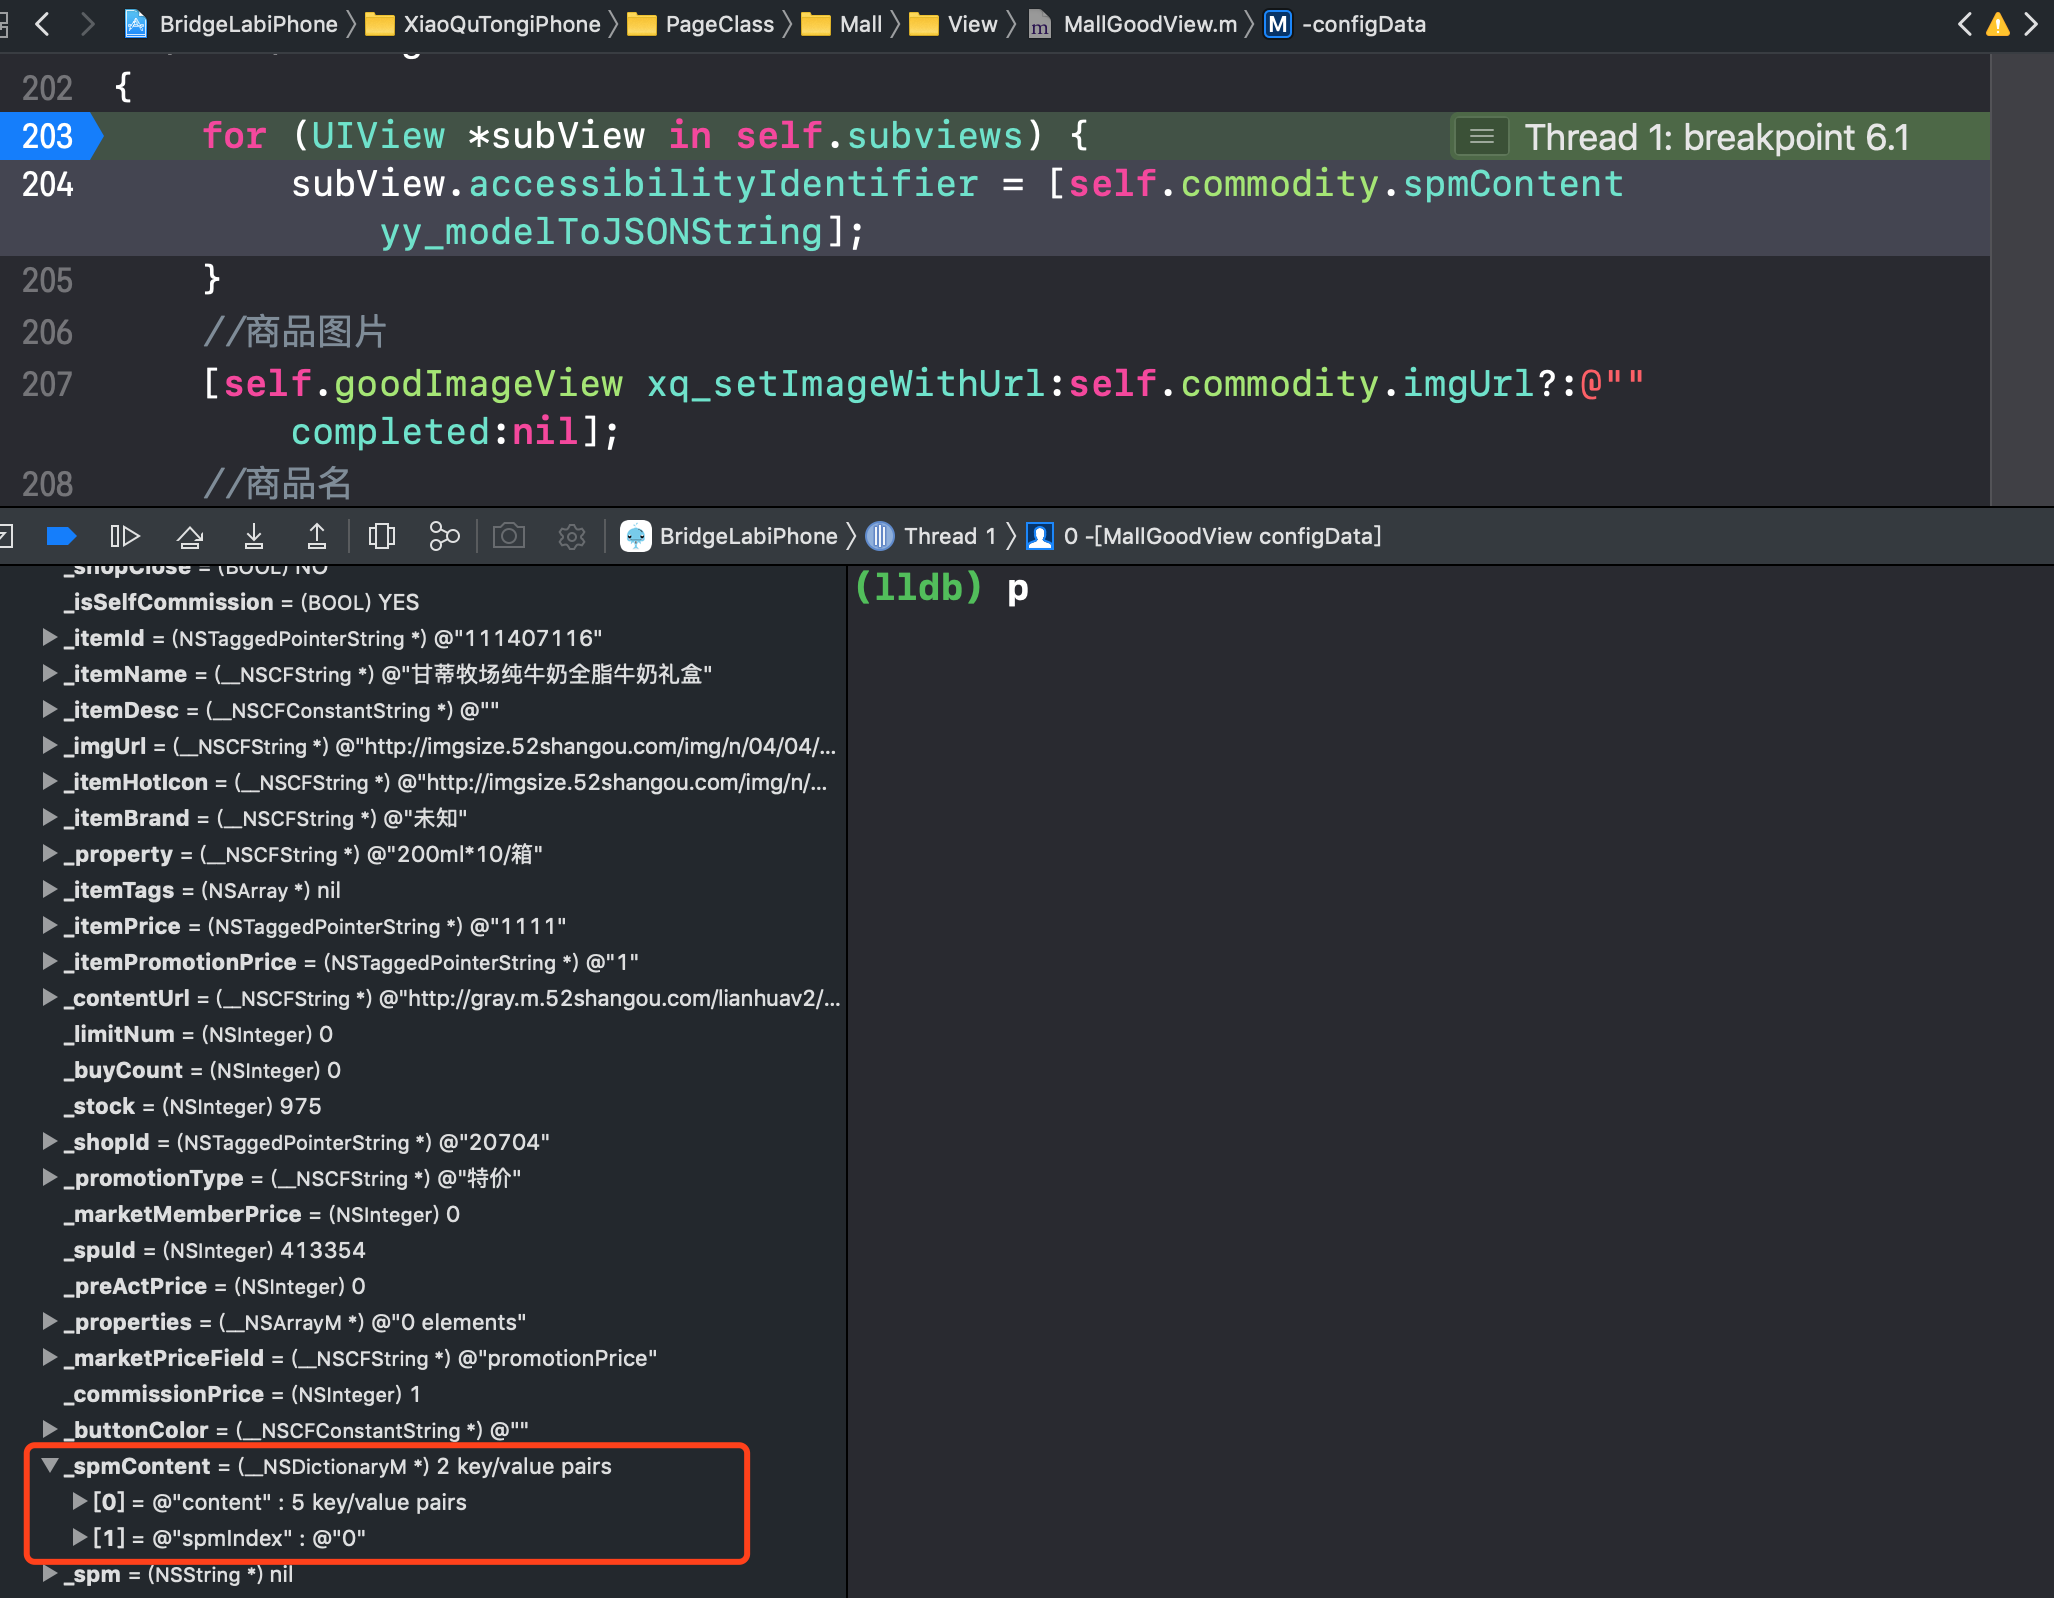 BridgeLabiPhone 〉 XiaoQuTongiPhone 〉 PageClass 〉 Mall 〉 View 〉 m MallGoodView.m 〉 M -configData
202 {
203 for (UIView *subView in self.subviews) { Thread 1: breakpoint 6.1
204 subView.accessibilityIdentifier = [self.commodity.spmContent
yy_modelToJSONString];
205 }
206 //商品图片
207 [self.goodImageView xq_setImageWithUrl:self.commodity.imgUrl?:@""
completed:nil];
208 //商品名
BridgeLabiPhone 〉 Thread 1 〉 0 -[MallGoodView configData]
_shopClose = (BOOL) NO
(lldb) p
_isSelfCommission = (BOOL) YES
_itemId = (NSTaggedPointerString *) @"111407116"
_itemName = (__NSCFString *) @"甘蒂牧场纯牛奶全脂牛奶礼盒"
_itemDesc = (__NSCFConstantString *) @""
_imgUrl = (__NSCFString *) @"http://imgsize.52shangou.com/img/n/04/04/...
_itemHotIcon = (__NSCFString *) @"http://imgsize.52shangou.com/img/n/...
_itemBrand = (__NSCFString *) @"未知"
_property = (__NSCFString *) @"200ml*10/箱"
_itemTags = (NSArray *) nil
_itemPrice = (NSTaggedPointerString *) @"1111"
_itemPromotionPrice = (NSTaggedPointerString *) @"1"
_contentUrl = (__NSCFString *) @"http://gray.m.52shangou.com/lianhuav2/...
_limitNum = (NSInteger) 0
_buyCount = (NSInteger) 0
_stock = (NSInteger) 975
_shopId = (NSTaggedPointerString *) @"20704"
_promotionType = (__NSCFString *) @"特价"
_marketMemberPrice = (NSInteger) 0
_spuId = (NSInteger) 413354
_preActPrice = (NSInteger) 0
_properties = (__NSArrayM *) @"0 elements"
_marketPriceField = (__NSCFString *) @"promotionPrice"
_commissionPrice = (NSInteger) 1
_buttonColor = (__NSCFConstantString *) @""
_spmContent = (__NSDictionaryM *) 2 key/value pairs
[0] = @"content" : 5 key/value pairs
[1] = @"spmIndex" : @"0"
_spm = (NSString *) nil